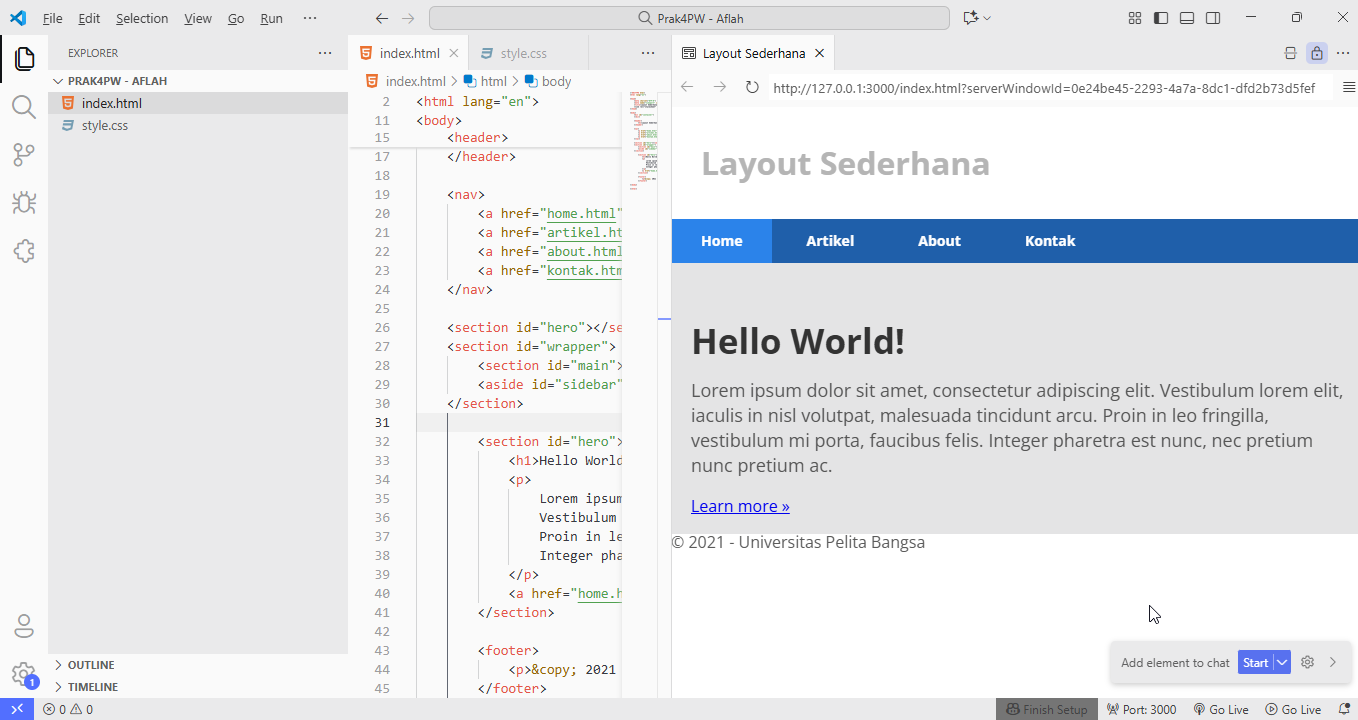 File Edit Selection View Go Run ···
Prak4PW - Aflah
EXPLORER
PRAK4PW - AFLAH
index.html
style.css
OUTLINE
TIMELINE
index.html
style.css
index.html > html > body
2 <html lang="en">
11 <body>
15 <header>
17 </header>
18
19 <nav>
20 <a href="home.html"
21 <a href="artikel.ht
22 <a href="about.html
23 <a href="kontak.htm
24 </nav>
25
26 <section id="hero"></se
27 <section id="wrapper">
28 <section id="main">
29 <aside id="sidebar"
30 </section>
31
32 <section id="hero">
33 <h1>Hello World
34 <p>
35 Lorem ipsum
36 Vestibulum
37 Proin in le
38 Integer pha
39 </p>
40 <a href="home.h
41 </section>
42
43 <footer>
44 <p>&copy; 2021
45 </footer>
Layout Sederhana
http://127.0.0.1:3000/index.html?serverWindowId=0e24be45-2293-4a7a-8dc1-dfd2b73d5fef
Layout Sederhana
Home Artikel About Kontak
Hello World!
Lorem ipsum dolor sit amet, consectetur adipiscing elit. Vestibulum lorem elit,
iaculis in nisl volutpat, malesuada tincidunt arcu. Proin in leo fringilla,
vestibulum mi porta, faucibus felis. Integer pharetra est nunc, nec pretium
nunc pretium ac.
Learn more »
© 2021 - Universitas Pelita Bangsa
Add element to chat Start
1
0 0
Finish Setup Port: 3000 Go Live Go Live